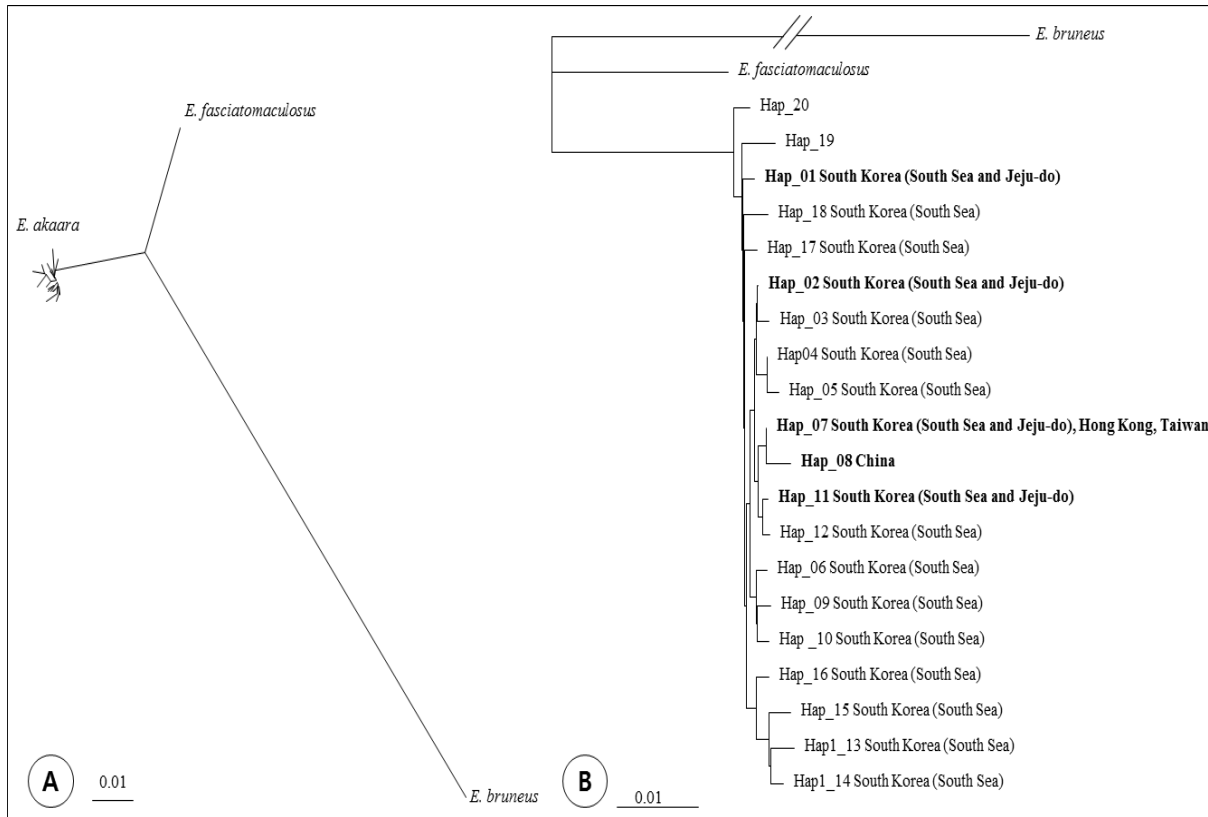 E. fasciatomaculosus
E. akaara
E. bruneus
A
0.01
E. bruneus
E. fasciatomaculosus
Hap_20
Hap_19
Hap_01 South Korea (South Sea and Jeju-do)
Hap_18 South Korea (South Sea)
Hap_17 South Korea (South Sea)
Hap_02 South Korea (South Sea and Jeju-do)
Hap_03 South Korea (South Sea)
Hap04 South Korea (South Sea)
Hap_05 South Korea (South Sea)
Hap_07 South Korea (South Sea and Jeju-do), Hong Kong, Taiwan
Hap_08 China
Hap_11 South Korea (South Sea and Jeju-do)
Hap_12 South Korea (South Sea)
Hap_06 South Korea (South Sea)
Hap_09 South Korea (South Sea)
Hap _10 South Korea (South Sea)
Hap_16 South Korea (South Sea)
Hap_15 South Korea (South Sea)
Hap1_13 South Korea (South Sea)
Hap1_14 South Korea (South Sea)
B
0.01